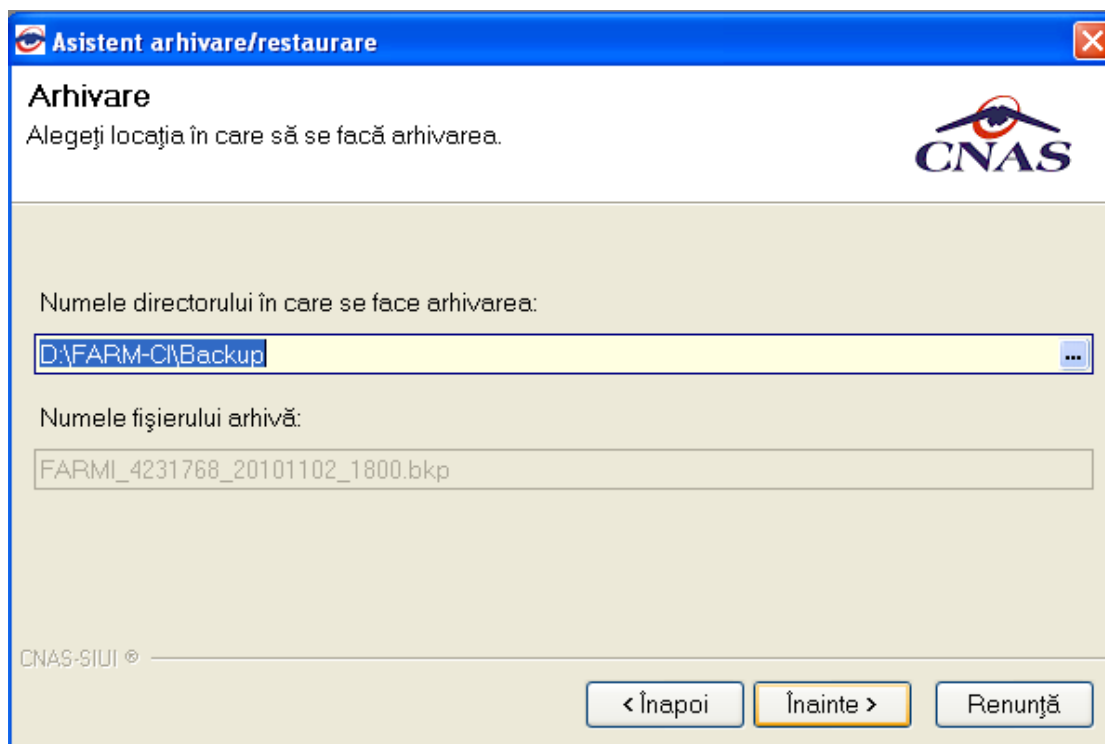 Asistent arhivare/restaurare
Arhivare
Alegeţi locaţia în care să se facă arhivarea.
CNAS
Numele directorului în care se face arhivarea:
D:\FARM-CI\Backup
...
Numele fişierului arhivă:
FARMI_4231768_20101102_1800.bkp
CNAS-SIUI ®
< Înapoi
Înainte >
Renunţă